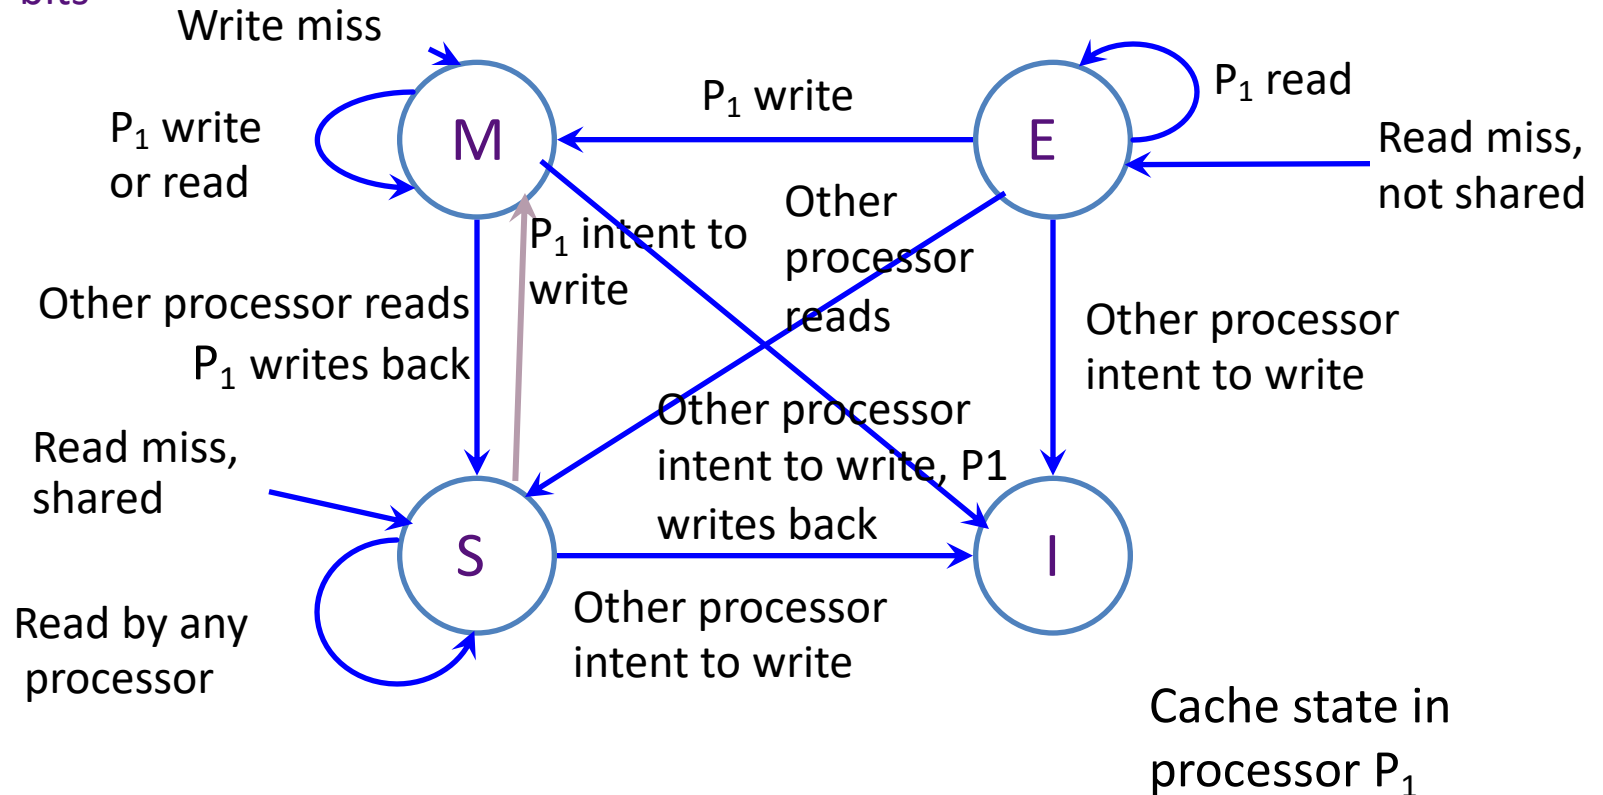 bits
Write miss
P₁ write
or read
M
P₁ write
E
P₁ read
Read miss,
not shared
Other
processor
reads
P₁ intent to
write
Other processor reads
P₁ writes back
Other processor
intent to write
Other processor
intent to write, P1
writes back
Read miss,
shared
S
I
Read by any
processor
Other processor
intent to write
Cache state in
processor P₁